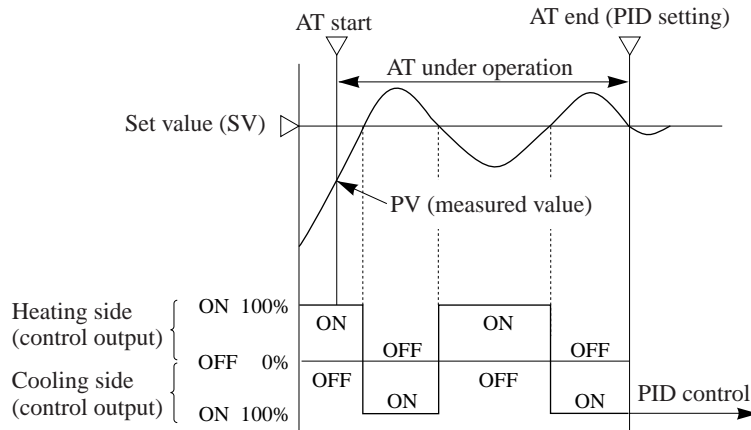 AT start
AT end (PID setting)
AT under operation
Set value (SV)
PV (measured value)
Heating side
(control output)
ON 100%
ON
ON
OFF
OFF
OFF 0%
Cooling side
(control output)
OFF
OFF
ON
ON
ON 100%
PID control